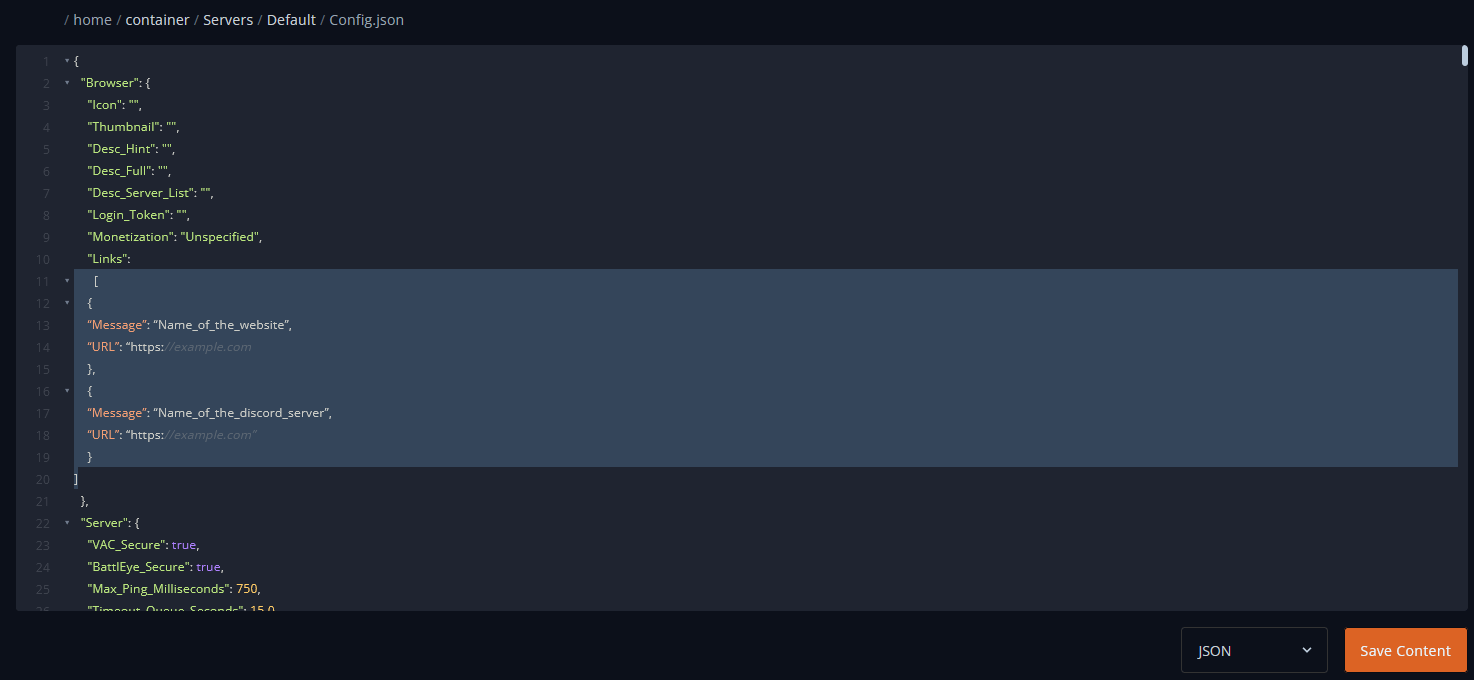 / home / container / Servers / Default / Config.json
1 {
2 "Browser": {
3 "Icon": "",
4 "Thumbnail": "",
5 "Desc_Hint": "",
6 "Desc_Full": "",
7 "Desc_Server_List": "",
8 "Login_Token": "",
9 "Monetization": "Unspecified",
10 "Links":
11 [
12 {
13 “Message”: “Name_of_the_website”,
14 “URL”: “https://example.com
15 },
16 {
17 “Message”: “Name_of_the_discord_server”,
18 “URL”: “https://example.com”
19 }
20 ]
21 },
22 "Server": {
23 "VAC_Secure": true,
24 "BattlEye_Secure": true,
25 "Max_Ping_Milliseconds": 750,
26 "Timeout_Queue_Seconds": 15.0
JSON
Save Content